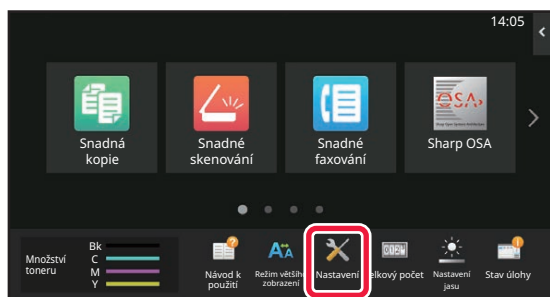 14:05
Snadná
kopie
Snadné
skenování
Snadné
faxování
Sharp OSA
Množství
toneru
Bk
C
M
Y
Návod k
použití
Režim většího
zobrazení
Nastavení
elkový počet
Nastavení
jasu
Stav úlohy